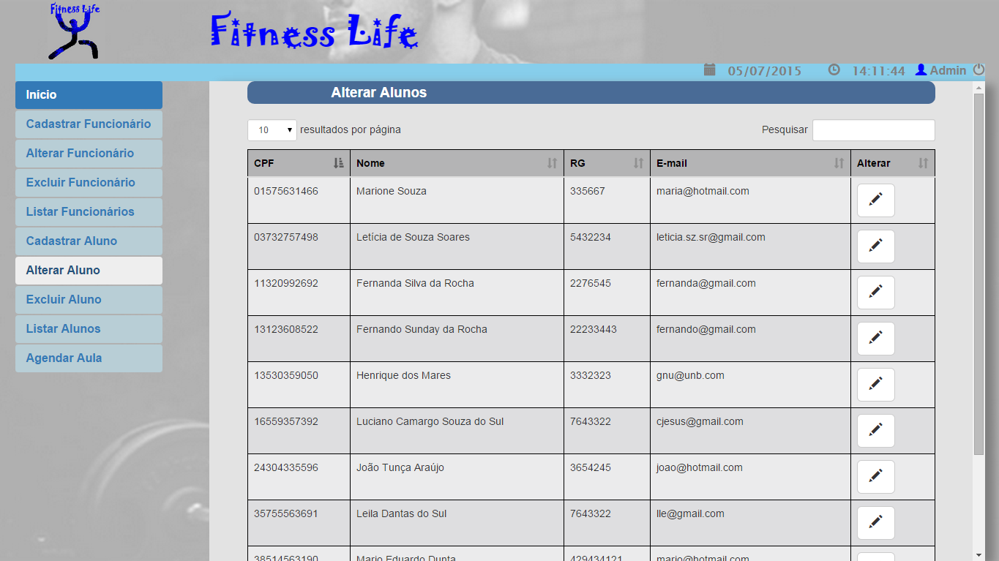 Fitness Life
Fitness Life
05/07/2015 14:11:44 Admin
Início
Cadastrar Funcionário
Alterar Funcionário
Excluir Funcionário
Listar Funcionários
Cadastrar Aluno
Alterar Aluno
Excluir Aluno
Listar Alunos
Agendar Aula
Alterar Alunos
10 resultados por página Pesquisar
CPF Nome RG E-mail Alterar
01575631466 Marione Souza 335667 maria@hotmail.com
03732757498 Letícia de Souza Soares 5432234 leticia.sz.sr@gmail.com
11320992692 Fernanda Silva da Rocha 2276545 fernanda@gmail.com
13123608522 Fernando Sunday da Rocha 22233443 fernando@gmail.com
13530359050 Henrique dos Mares 3332323 gnu@unb.com
16559357392 Luciano Camargo Souza do Sul 7643322 cjesus@gmail.com
24304335596 João Tunça Araújo 3654245 joao@hotmail.com
35755563691 Leila Dantas do Sul 7643322 lle@gmail.com
38514563190 Mario Eduardo Dunta 429434121 mario@hotmail.com